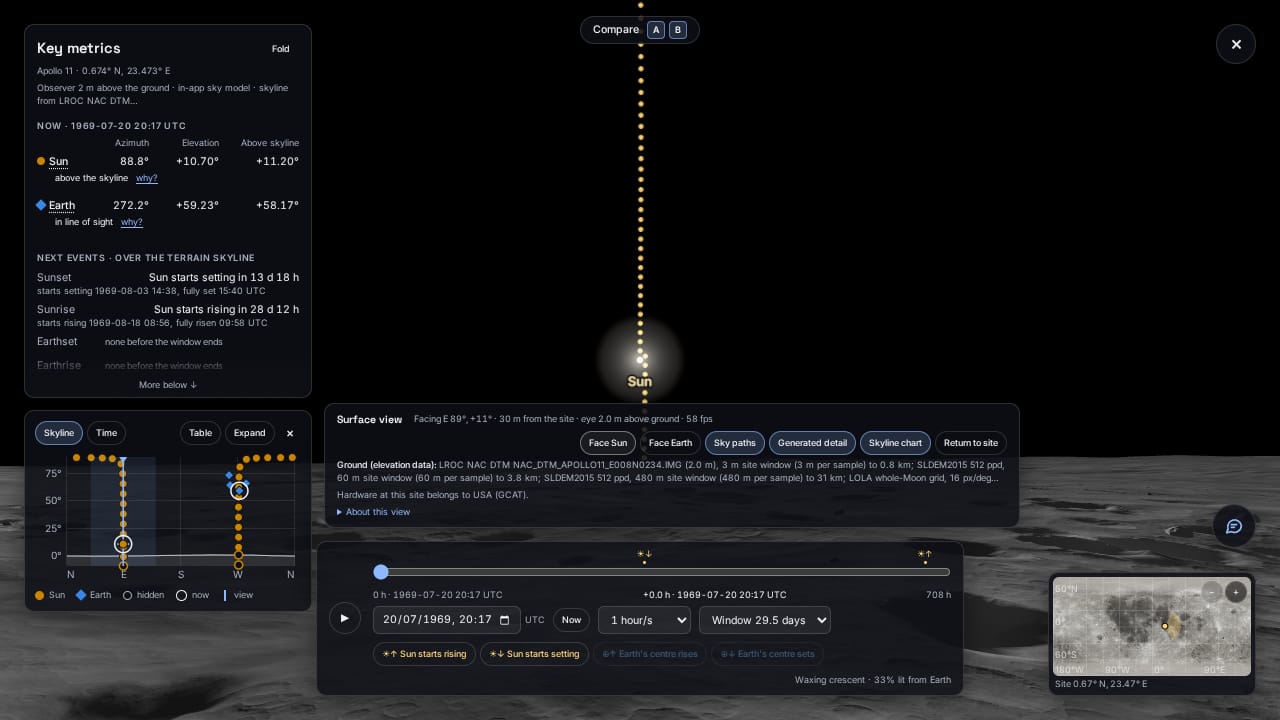 Compare A B
×
Key metrics Fold
Apollo 11 · 0.674° N, 23.473° E
Observer 2 m above the ground · in-app sky model · skyline
from LROC NAC DTM...
NOW · 1969-07-20 20:17 UTC
Azimuth Elevation Above skyline
Sun 88.8° +10.70° +11.20°
above the skyline why?
Earth 272.2° +59.23° +58.17°
in line of sight why?
NEXT EVENTS · OVER THE TERRAIN SKYLINE
Sunset Sun starts setting in 13 d 18 h
starts setting 1969-08-03 14:38, fully set 15:40 UTC
Sunrise Sun starts rising in 28 d 12 h
starts rising 1969-08-18 08:56, fully risen 09:58 UTC
Earthset none before the window ends
Earthrise none before the window ends
More below ↓
Sun
Skyline Time Table Expand ×
75°
50°
25°
0°
N E S W N
Sun Earth hidden now view
Surface view Facing E 89°, +11° · 30 m from the site · eye 2.0 m above ground · 58 fps
Face Sun Face Earth Sky paths Generated detail Skyline chart Return to site
Ground (elevation data): LROC NAC DTM NAC_DTM_APOLLO11_E008N0234.IMG (2.0 m), 3 m site window (3 m per sample) to 0.8 km; SLDEM2015 512 ppd,
60 m site window (60 m per sample) to 3.8 km; SLDEM2015 512 ppd, 480 m site window (480 m per sample) to 31 km; LOLA whole-Moon grid, 16 px/deg...
Hardware at this site belongs to USA (GCAT).
▶ About this view
☀↓ ☀↑
0 h · 1969-07-20 20:17 UTC +0.0 h · 1969-07-20 20:17 UTC 708 h
▶ 20/07/1969, 20:17 UTC Now 1 hour/s Window 29.5 days
☀↑ Sun starts rising ☀↓ Sun starts setting ⊕↑ Earth's centre rises ⊕↓ Earth's centre sets
Waxing crescent · 33% lit from Earth
60°N − +
0°
60°S
180°W 90°W 0° 90°E
Site 0.67° N, 23.47° E